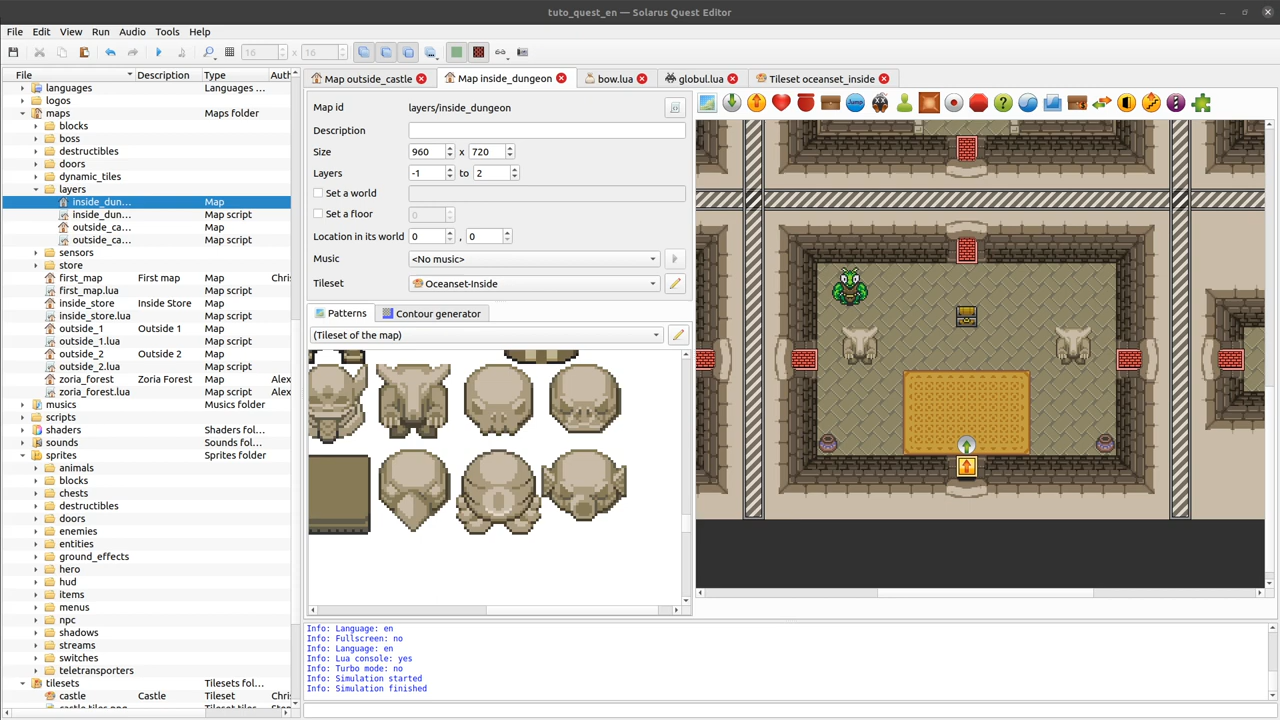 tuto_quest_en — Solarus Quest Editor
File Edit View Run Audio Tools Help
16 x 16
File Description Type Auth
languages Languages ...
logos
maps Maps folder
blocks
boss
destructibles
doors
dynamic_tiles
layers
inside_dun... Map
inside_dun... Map script
outside_ca... Map
outside_ca... Map script
sensors
store
first_map First map Map Chris
first_map.lua Map script
inside_store Inside Store Map
inside_store.lua Map script
outside_1 Outside 1 Map
outside_1.lua Map script
outside_2 Outside 2 Map
outside_2.lua Map script
zoria_forest Zoria Forest Map Alex
zoria_forest.lua Map script
musics Musics folder
scripts
shaders Shaders fol...
sounds Sounds fol...
sprites Sprites folder
animals
blocks
chests
destructibles
doors
enemies
entities
ground_effects
hero
hud
items
menus
npc
shadows
streams
switches
teletransporters
tilesets Tilesets fol...
castle Castle Tileset Chris
Map outside_castle Map inside_dungeon bow.lua globul.lua Tileset oceanset_inside
Map id layers/inside_dungeon
Description
Size 960 x 720
Layers -1 to 2
Set a world
Set a floor 0
Location in its world 0 , 0
Music <No music>
Tileset Oceanset-Inside
Patterns Contour generator
(Tileset of the map)
Jump
Info: Language: en
Info: Fullscreen: no
Info: Language: en
Info: Lua console: yes
Info: Turbo mode: no
Info: Simulation started
Info: Simulation finished